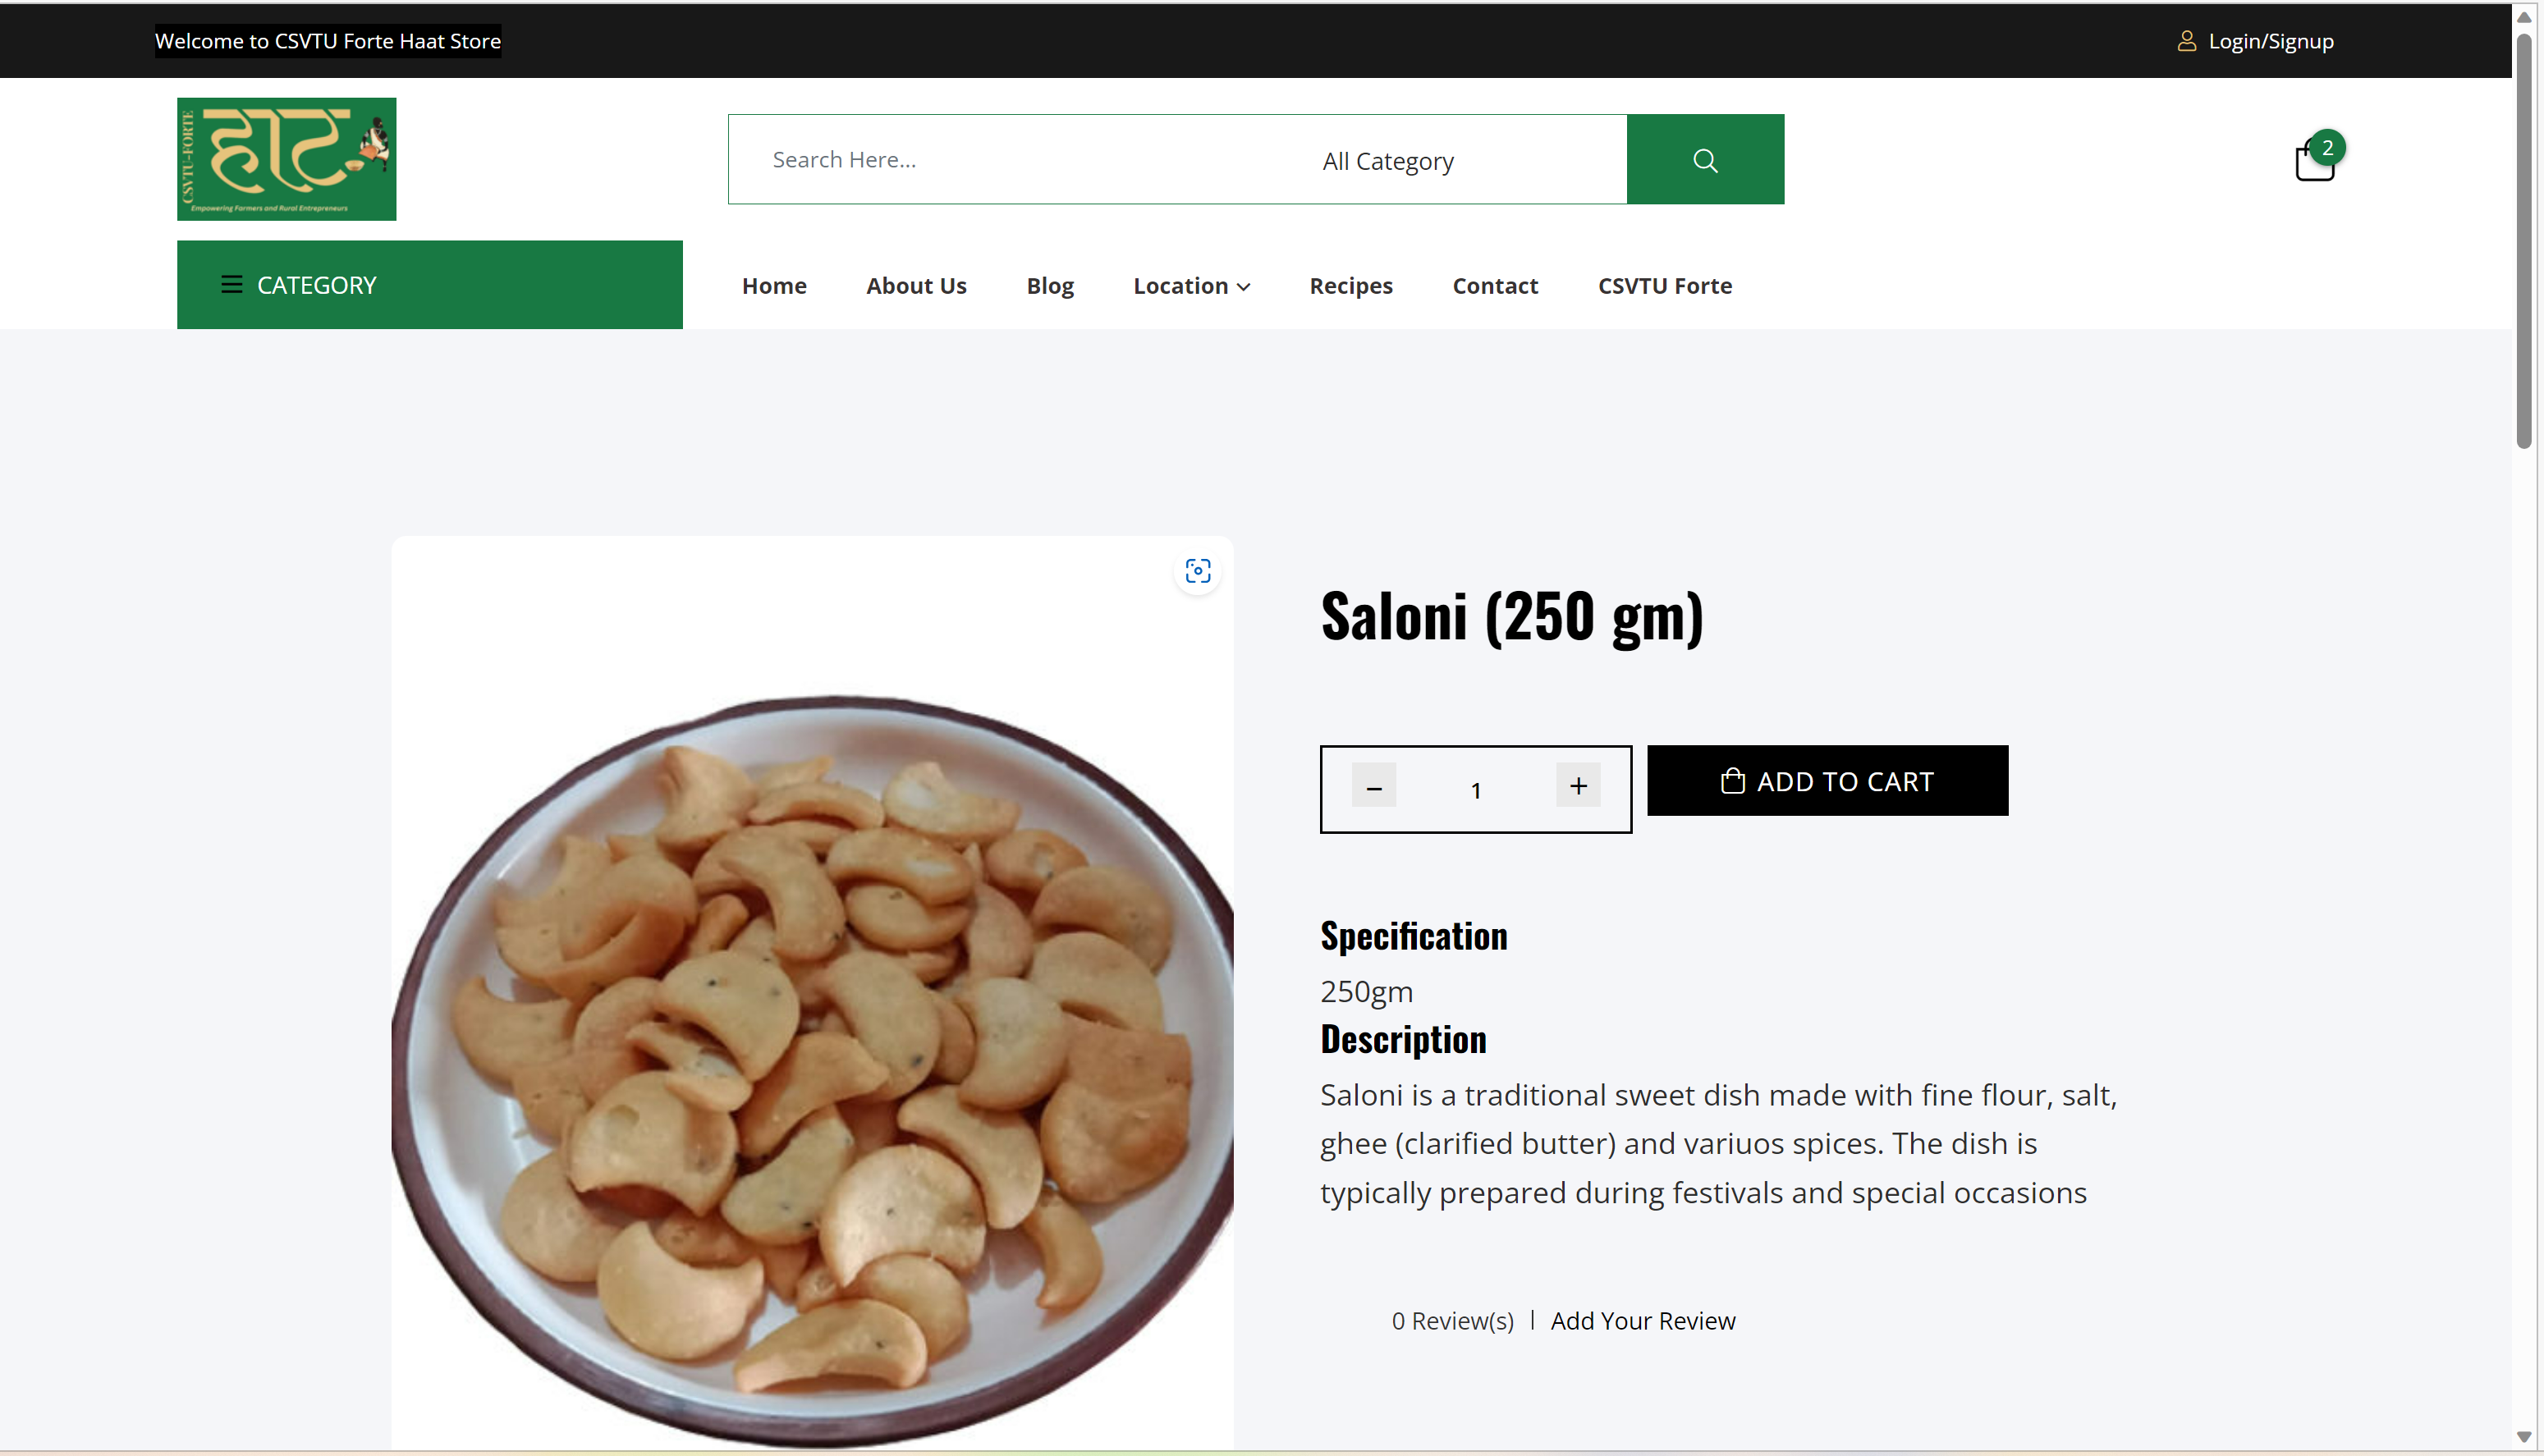 Welcome to CSVTU Forte Haat Store
Login/Signup
CSVTU-FORTE
हाट
Empowering Farmers and Rural Entrepreneurs
Search Here...
All Category
2
CATEGORY
Home
About Us
Blog
Location
Recipes
Contact
CSVTU Forte
Saloni (250 gm)
– 1 +
ADD TO CART
Specification
250gm
Description
Saloni is a traditional sweet dish made with fine flour, salt,
ghee (clarified butter) and variuos spices. The dish is
typically prepared during festivals and special occasions
0 Review(s) | Add Your Review